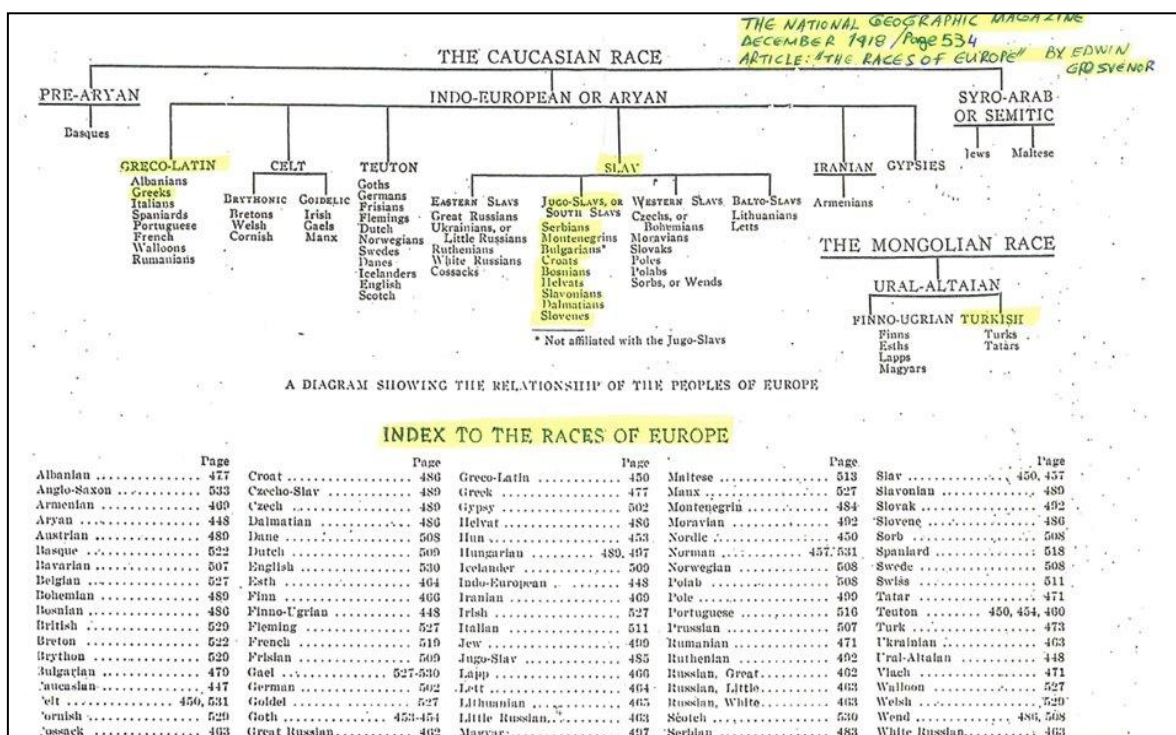 THE NATIONAL GEOGRAPHIC MAGAZINE
DECEMBER 1918/Page 534
ARTICLE: "THE RACES OF EUROPE" BY EDWIN GROSVENOR
THE CAUCASIAN RACE
PRE-ARYAN
Basques
INDO-EUROPEAN OR ARYAN
SYRO-ARAB
OR SEMITIC
Jews Maltese
GRECO-LATIN
Albanians
Greeks
Italians
Spaniards
Portuguese
French
Walloons
Rumanians
CELT
BRYTHONIC
Bretons
Welsh
Cornish
GOIDELIC
Irish
Gaels
Manx
TEUTON
Goths
Germans
Frisians
Flemings
Dutch
Norwegians
Swedes
Danes
Icelanders
English
Scotch
SLAV
EASTERN SLAVS
Great Russians
Ukrainians, or
Little Russians
Ruthenians
White Russians
Cossacks
JUGO-SLAVS, OR
SOUTH SLAVS
Serbians
Montenegrins
Bulgarians*
Croats
Bosnians
Helvats
Slavonians
Dalmatians
Slovenes
* Not affiliated with the Jugo-Slavs
WESTERN SLAVS
Czechs, or
Bohemians
Moravians
Slovaks
Poles
Polabs
Sorbs, or Wends
BALTO-SLAVS
Lithuanians
Letts
IRANIAN
Armenians
GYPSIES
THE MONGOLIAN RACE
URAL-ALTAIAN
FINNO-UGRIAN
Finns
Esths
Lapps
Magyars
TURKISH
Turks
Tatars
A DIAGRAM SHOWING THE RELATIONSHIP OF THE PEOPLES OF EUROPE
INDEX TO THE RACES OF EUROPE
Page
Albanian 477
Anglo-Saxon 533
Armenian 469
Aryan 448
Austrian 489
Basque 522
Bavarian 507
Belgian 527
Bohemian 489
Bosnian 486
British 529
Breton 522
Brython 529
Bulgarian 479
Caucasian 447
Celt 450, 531
Cornish 529
Cossack 463
Page
Croat 486
Czecho-Slav 489
Czech 489
Dalmatian 486
Dane 508
Dutch 509
English 530
Esth 464
Finn 466
Finno-Ugrian 448
Fleming 527
French 519
Frisian 509
Gael 527-530
German 502
Goidel 527
Goth 453-454
Great Russian 462
Page
Greco-Latin 450
Greek 477
Gypsy 502
Helvat 486
Hun 453
Hungarian 489, 497
Icelander 509
Indo-European 448
Iranian 469
Irish 527
Italian 511
Jew 499
Jugo-Slav 485
Lapp 466
Lett 464
Lithuanian 465
Little Russian 463
Magyar 497
Page
Maltese 513
Manx 527
Montenegrin 484
Moravian 492
Nordic 450
Norman 457, 531
Norwegian 508
Polab 508
Pole 499
Portuguese 516
Prussian 507
Rumanian 471
Ruthenian 492
Russian, Great 462
Russian, Little 463
Russian, White 463
Scotch 530
Serbian 483
Page
Slav 450, 457
Slavonian 489
Slovak 492
Slovene 486
Sorb 508
Spaniard 518
Swede 508
Swiss 511
Tatar 471
Teuton 450, 454, 460
Turk 473
Ukrainian 463
Ural-Altaian 448
Vlach 471
Walloon 527
Welsh 529
Wend 486, 508
White Russian 463